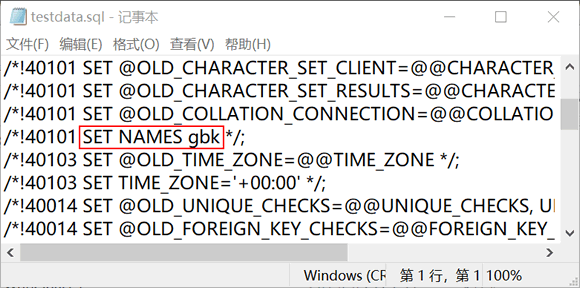 testdata.sql - 记事本
文件(F) 编辑(E) 格式(O) 查看(V) 帮助(H)
/*!40101 SET @OLD_CHARACTER_SET_CLIENT=@@CHARACTER_
/*!40101 SET @OLD_CHARACTER_SET_RESULTS=@@CHARACTER_
/*!40101 SET @OLD_COLLATION_CONNECTION=@@COLLATIO
/*!40101 SET NAMES gbk */;
/*!40103 SET @OLD_TIME_ZONE=@@TIME_ZONE */;
/*!40103 SET TIME_ZONE='+00:00' */;
/*!40014 SET @OLD_UNIQUE_CHECKS=@@UNIQUE_CHECKS, U
/*!40014 SET @OLD_FOREIGN_KEY_CHECKS=@@FOREIGN_KEY_
Windows (CR 第 1 行，第 1 100%